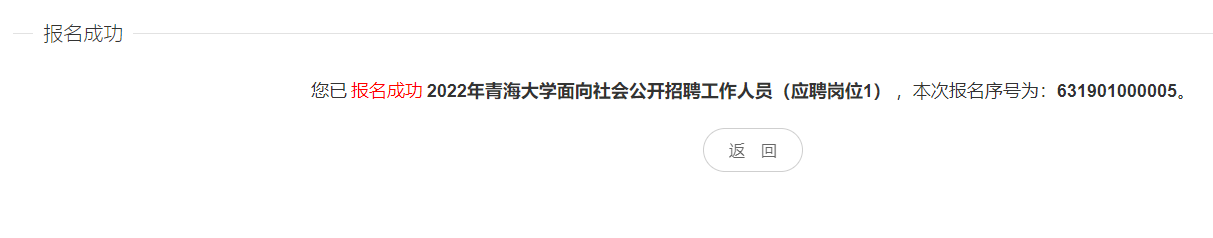 报名成功
您已 报名成功 2022年青海大学面向社会公开招聘工作人员（应聘岗位1），本次报名序号为：631901000005。
返 回